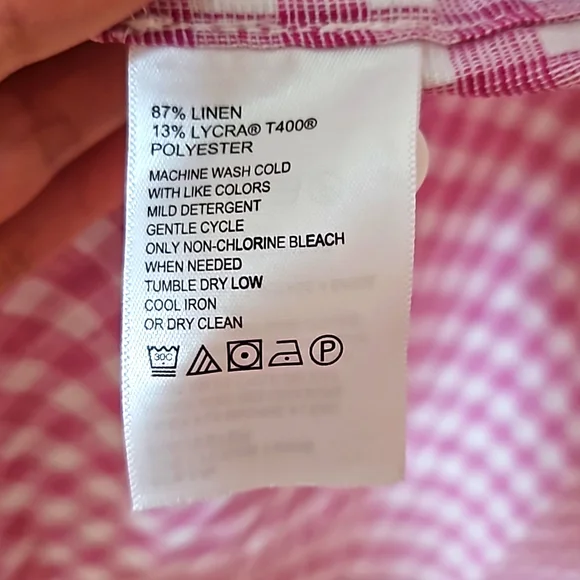 87% LINEN
13% LYCRA® T400®
POLYESTER
MACHINE WASH COLD
WITH LIKE COLORS
MILD DETERGENT
GENTLE CYCLE
ONLY NON-CHLORINE BLEACH
WHEN NEEDED
TUMBLE DRY LOW
COOL IRON
OR DRY CLEAN
30C P